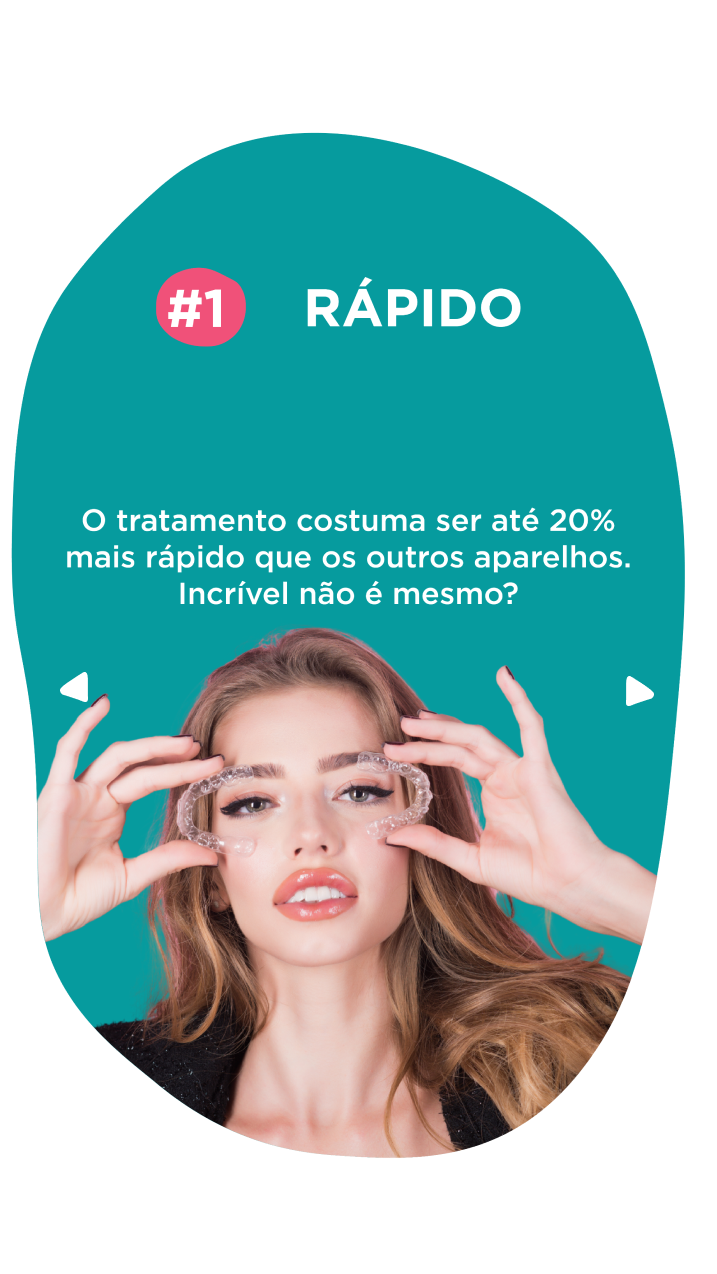 #1 RÁPIDO
O tratamento costuma ser até 20%
mais rápido que os outros aparelhos.
Incrível não é mesmo?